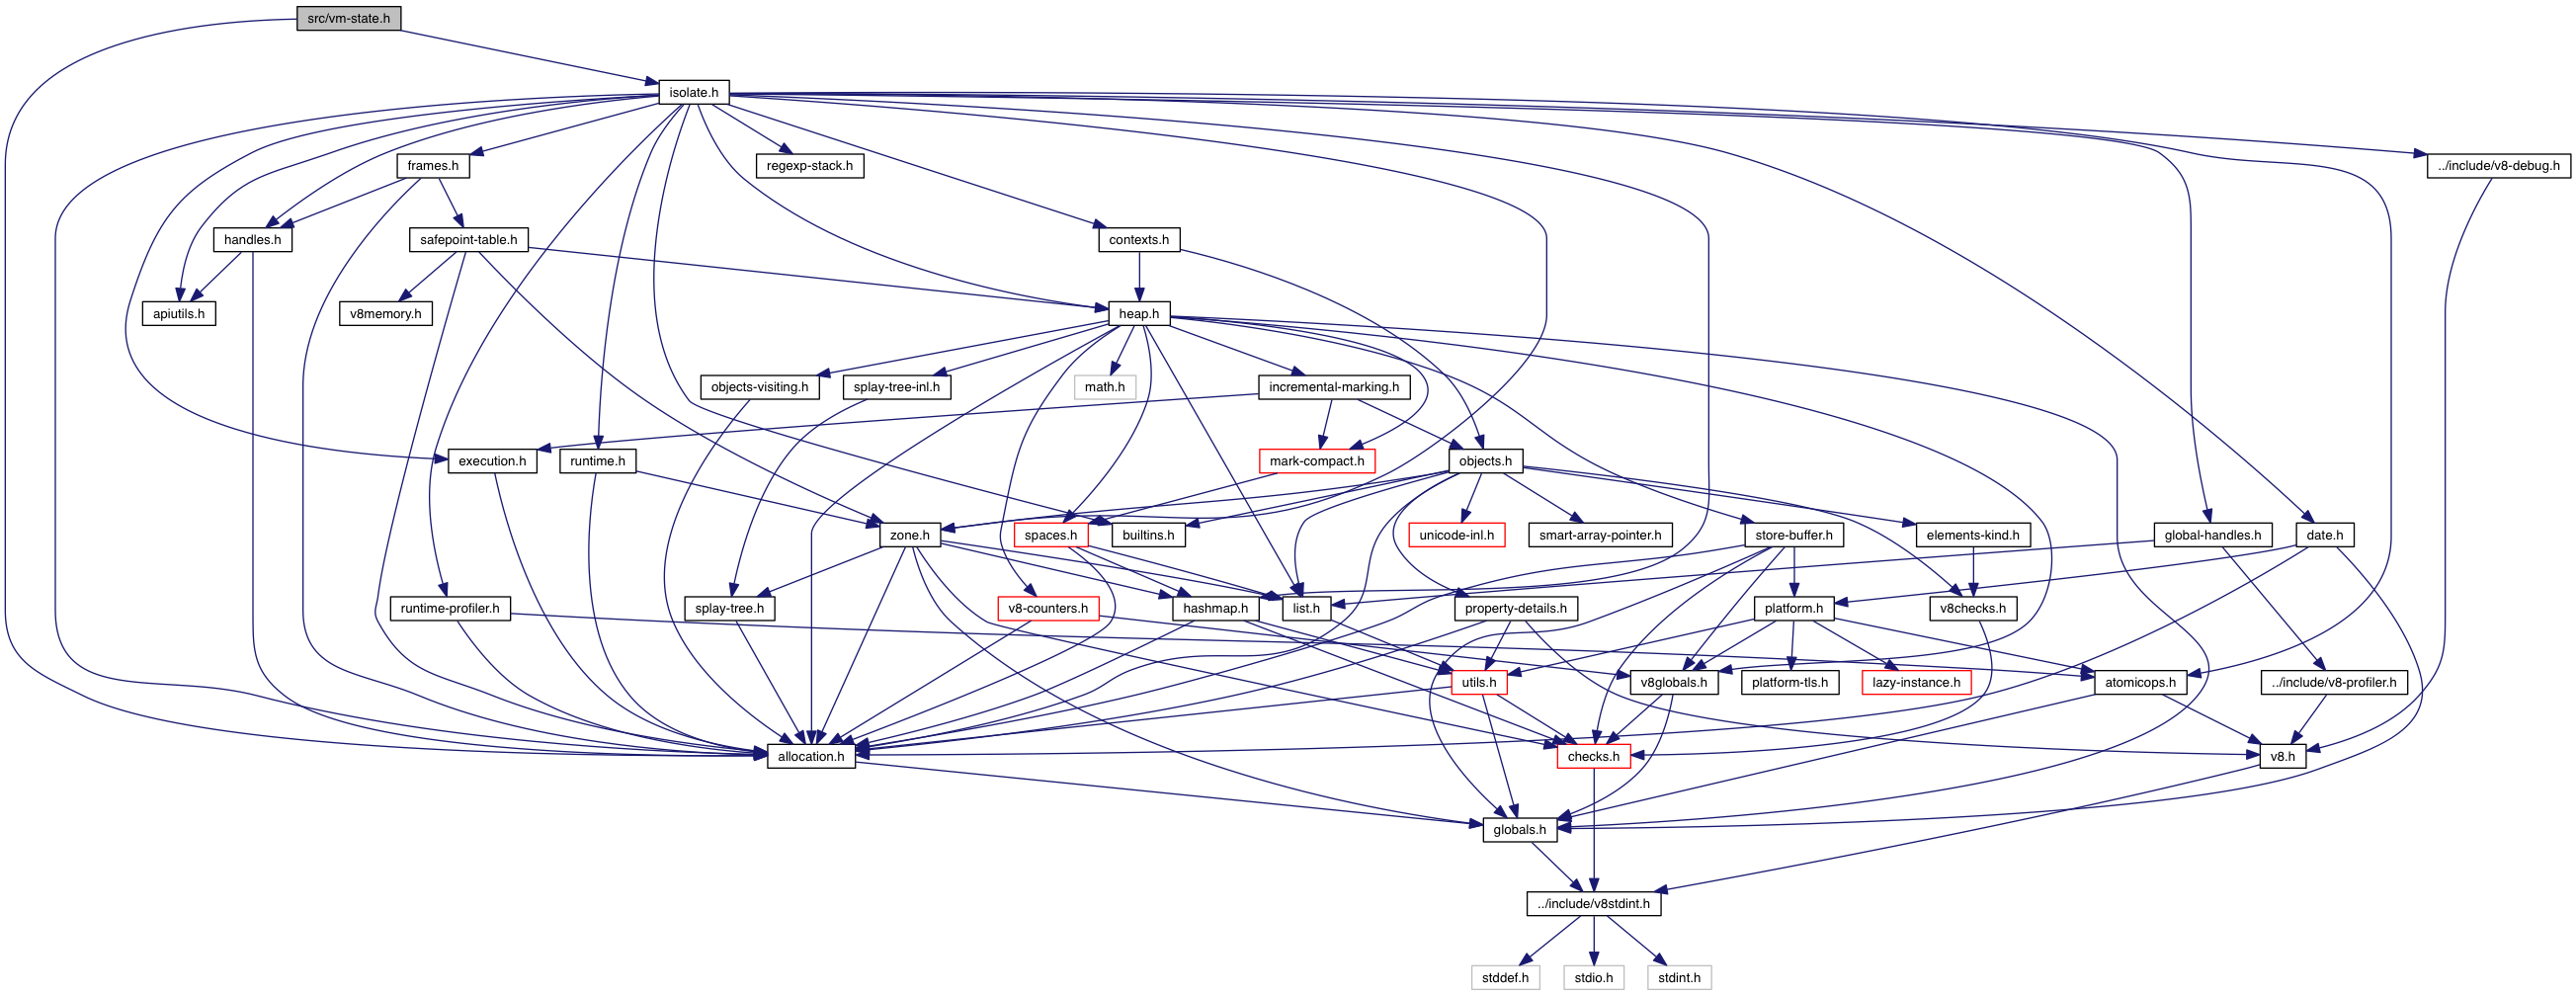 src/vm-state.h
isolate.h
frames.h
regexp-stack.h
../include/v8-debug.h
handles.h
safepoint-table.h
contexts.h
apiutils.h
v8memory.h
heap.h
objects-visiting.h
splay-tree-inl.h
math.h
incremental-marking.h
execution.h
runtime.h
mark-compact.h
objects.h
zone.h
spaces.h
builtins.h
unicode-inl.h
smart-array-pointer.h
store-buffer.h
elements-kind.h
global-handles.h
date.h
runtime-profiler.h
splay-tree.h
v8-counters.h
hashmap.h
list.h
property-details.h
platform.h
v8checks.h
utils.h
v8globals.h
platform-tls.h
lazy-instance.h
atomicops.h
../include/v8-profiler.h
allocation.h
checks.h
v8.h
globals.h
../include/v8stdint.h
stddef.h
stdio.h
stdint.h